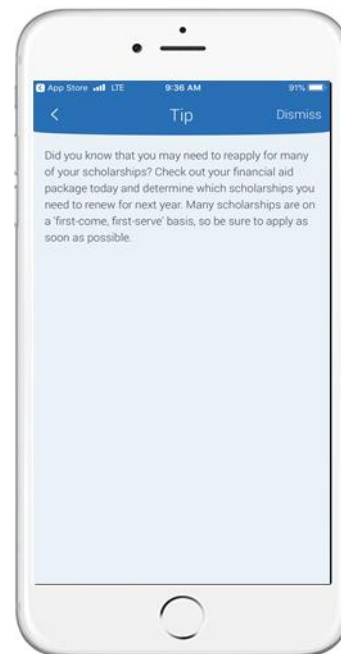 App Store LTE 9:36 AM 91%
Tip Dismiss
Did you know that you may need to reapply for many
of your scholarships? Check out your financial aid
package today and determine which scholarships you
need to renew for next year. Many scholarships are on
a 'first-come, first-serve' basis, so be sure to apply as
soon as possible.